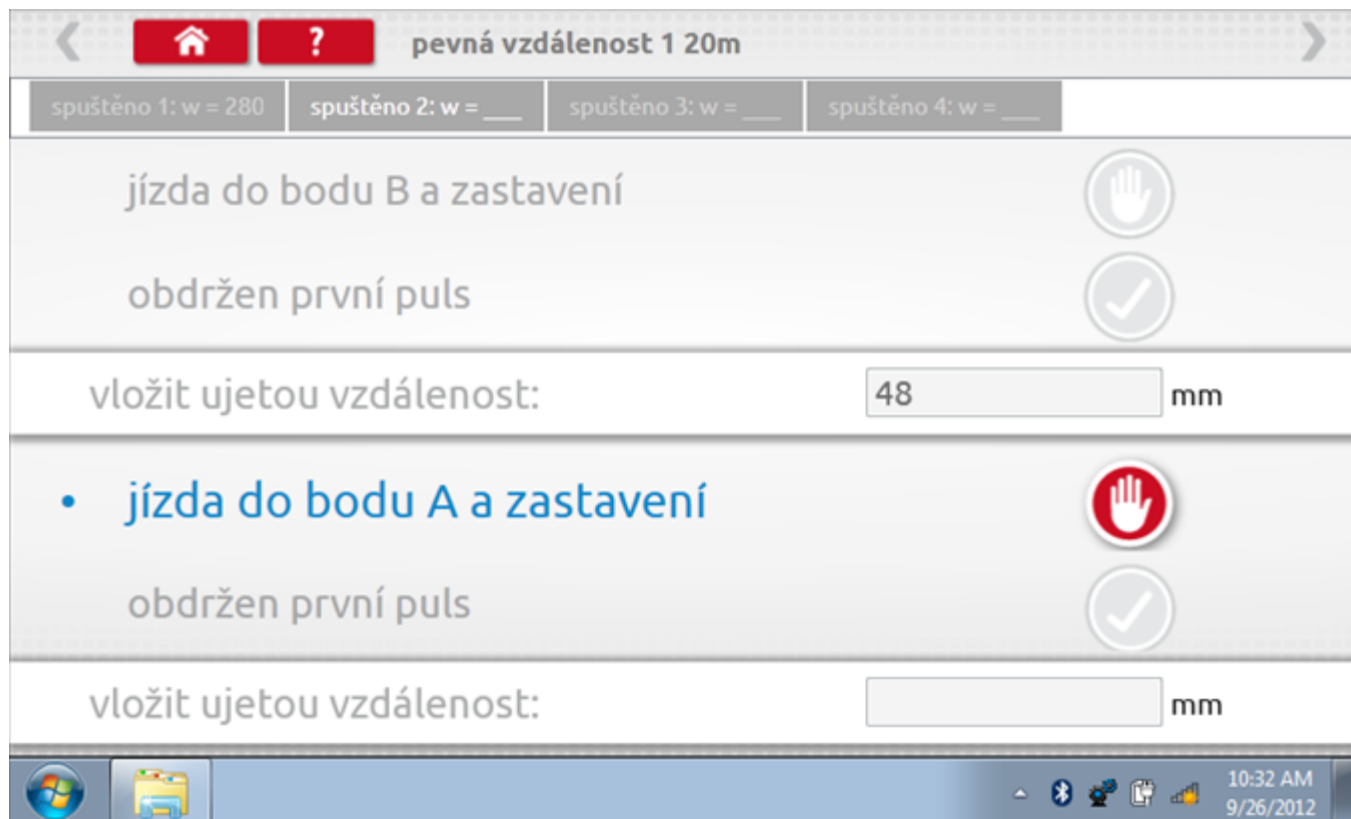 ? pevná vzdálenost 1 20m
spuštěno 1: w = 280 spuštěno 2: w = ___ spuštěno 3: w = ___ spuštěno 4: w = ___
jízda do bodu B a zastavení
obdržen první puls
vložit ujetou vzdálenost: 48 mm
• jízda do bodu A a zastavení
obdržen první puls
vložit ujetou vzdálenost: mm
10:32 AM
9/26/2012